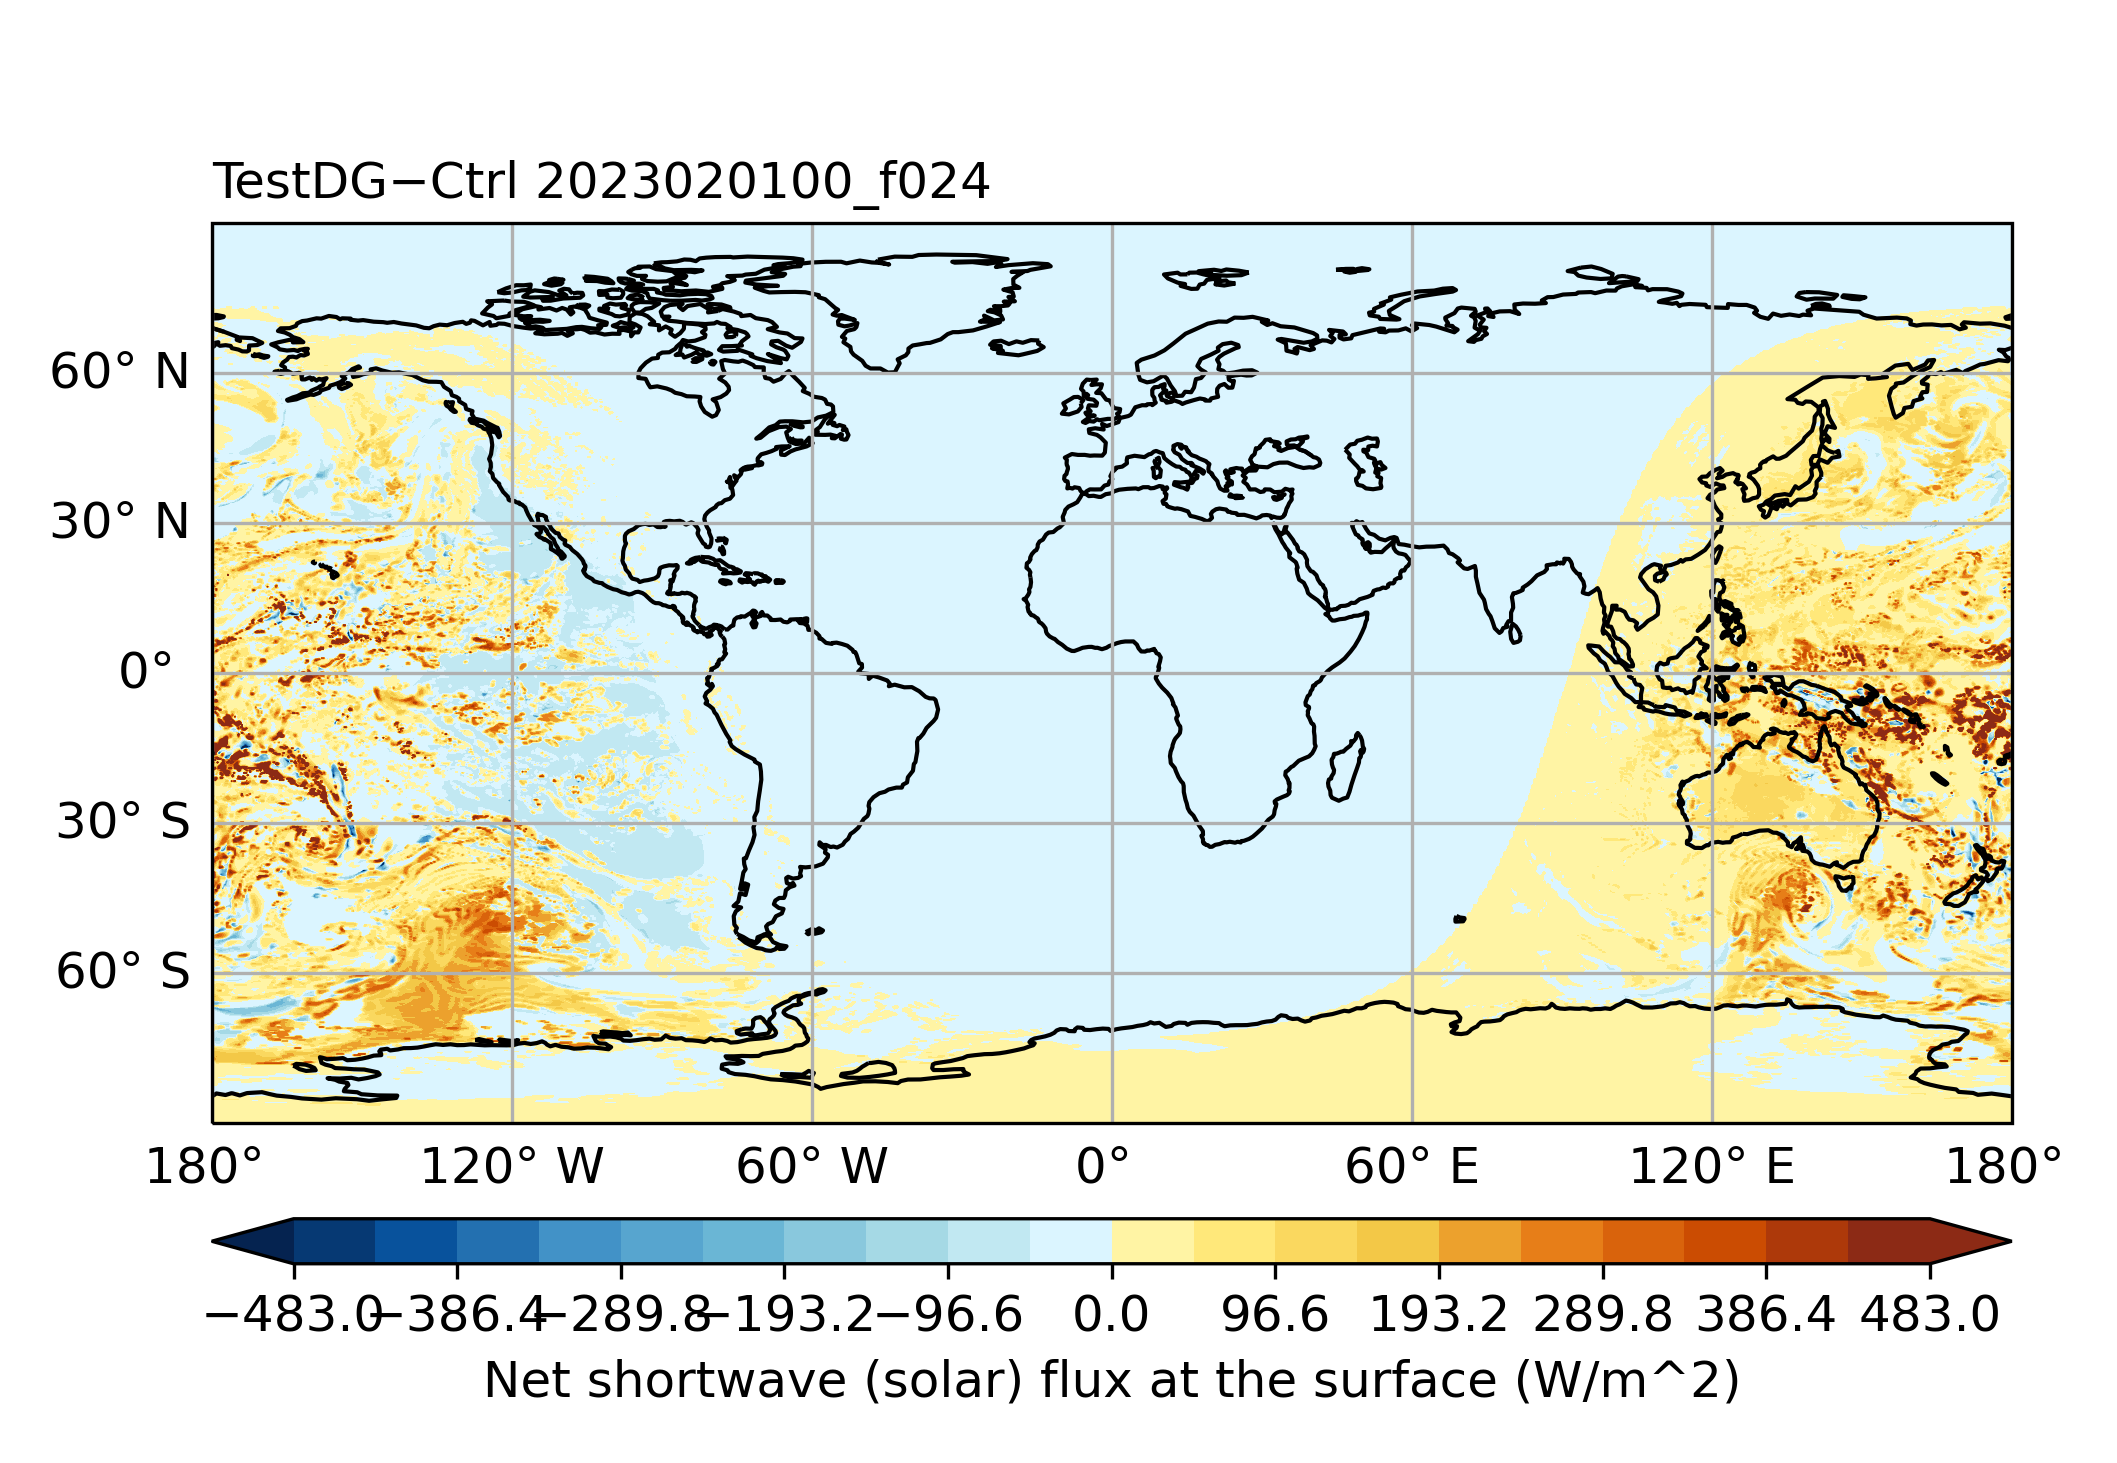 TestDG−Ctrl 2023020100_f024
60° N
30° N
0°
30° S
60° S
180° 120° W 60° W 0° 60° E 120° E 180°
−483.0 −386.4 −289.8 −193.2 −96.6 0.0 96.6 193.2 289.8 386.4 483.0
Net shortwave (solar) flux at the surface (W/m^2)